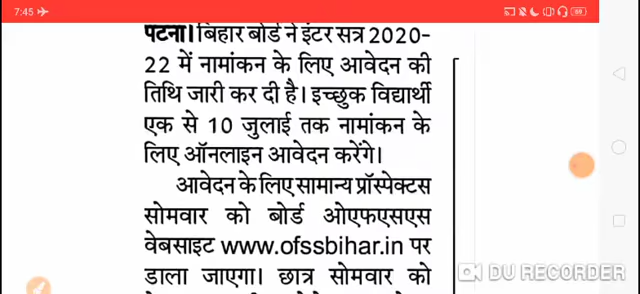 7:45
89
पटना। बिहार बोर्ड ने इंटर सत्र 2020-
22 में नामांकन के लिए आवेदन की
तिथि जारी कर दी है। इच्छुक विद्यार्थी
एक से 10 जुलाई तक नामांकन के
लिए ऑनलाइन आवेदन करेंगे।
आवेदन के लिए सामान्य प्रॉस्पेक्टस
सोमवार को बोर्ड ओएफएसएस
वेबसाइट www.ofssbihar.in पर
डाला जाएगा। छात्र सोमवार को
DU RECORDER